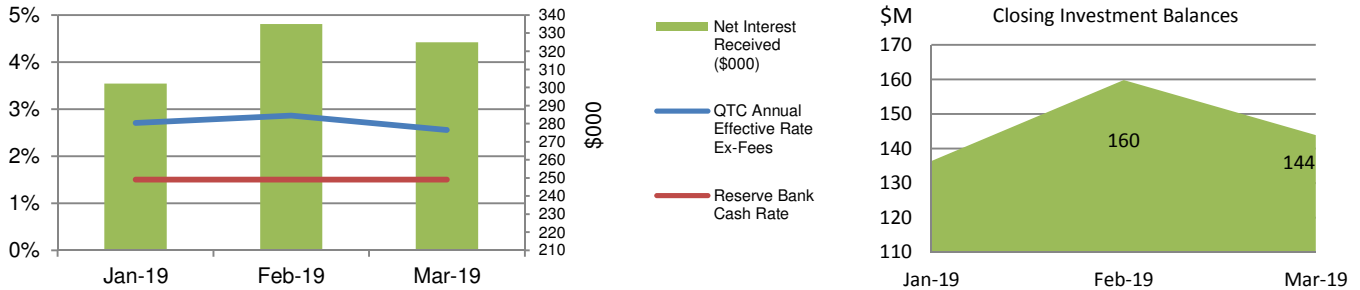 5%
4%
3%
2%
1%
0%
Jan-19
Feb-19
Mar-19
340
330
320
310
300
290
280
270
260
250
240
230
220
210
$000
Net Interest
Received
($000)
QTC Annual
Effective Rate
Ex-Fees
Reserve Bank
Cash Rate
$M
Closing Investment Balances
170
160
150
140
130
120
110
160
144
Jan-19
Feb-19
Mar-19